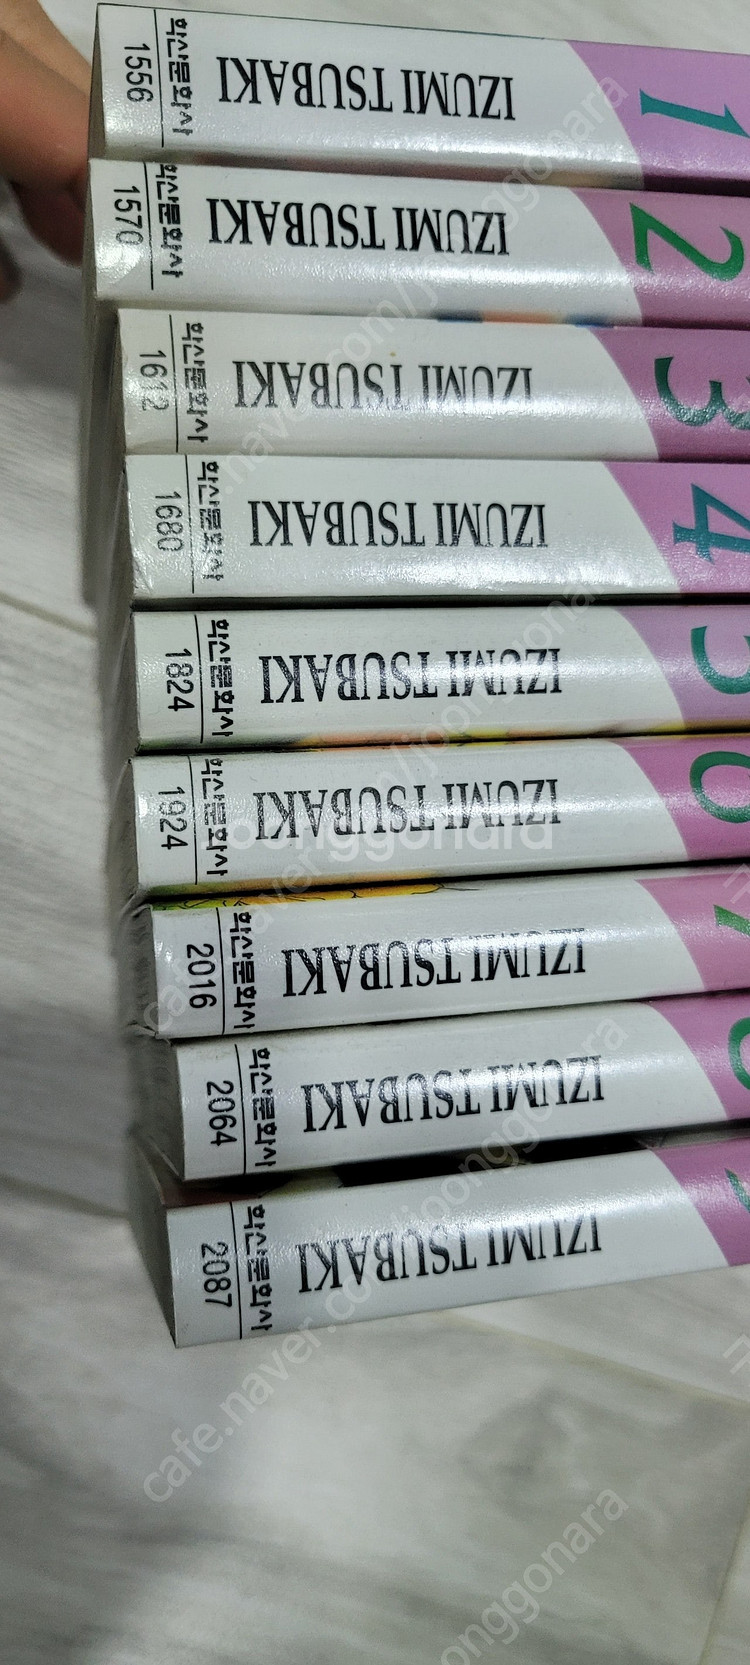 1 IZUMI TSUBAKI 학산문화사 1556
2 IZUMI TSUBAKI 학산문화사 1570
3 IZUMI TSUBAKI 학산문화사 1612
4 IZUMI TSUBAKI 학산문화사 1680
5 IZUMI TSUBAKI 학산문화사 1824
6 IZUMI TSUBAKI 학산문화사 1924
7 IZUMI TSUBAKI 학산문화사 2016
8 IZUMI TSUBAKI 학산문화사 2064
IZUMI TSUBAKI 학산문화사 2087
joonggonara
cafe.naver.com/joonggonara